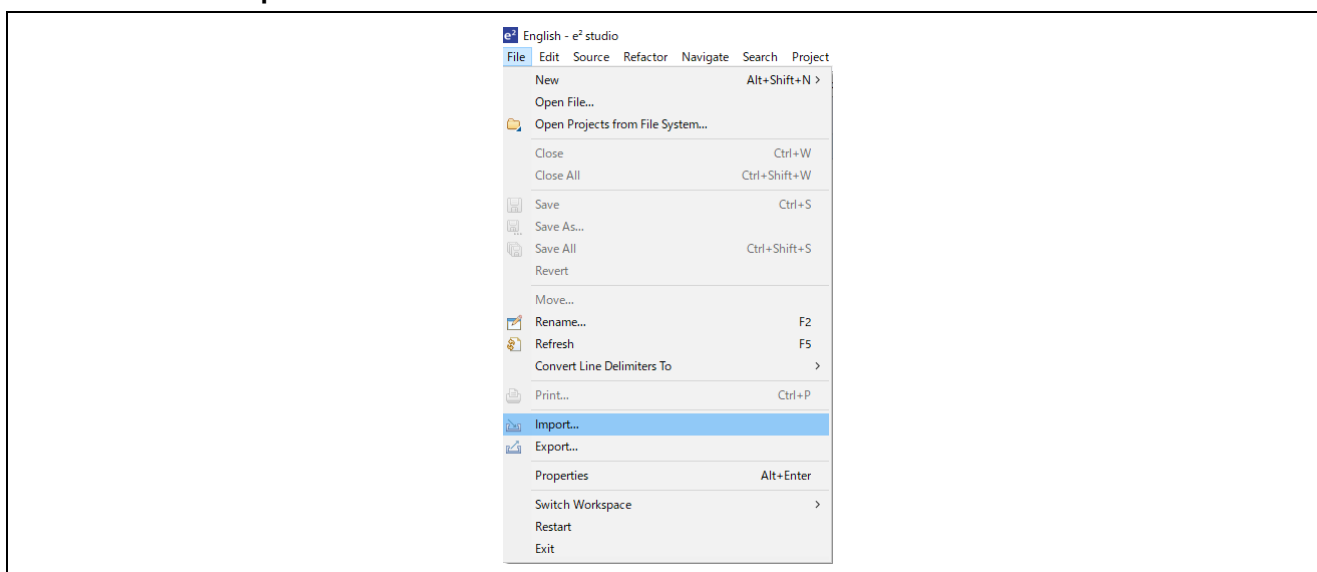 e² English - e² studio
File Edit Source Refactor Navigate Search Project
New Alt+Shift+N >
Open File...
Open Projects from File System...
Close Ctrl+W
Close All Ctrl+Shift+W
Save Ctrl+S
Save As...
Save All Ctrl+Shift+S
Revert
Move...
Rename... F2
Refresh F5
Convert Line Delimiters To >
Print... Ctrl+P
Import...
Export...
Properties Alt+Enter
Switch Workspace >
Restart
Exit